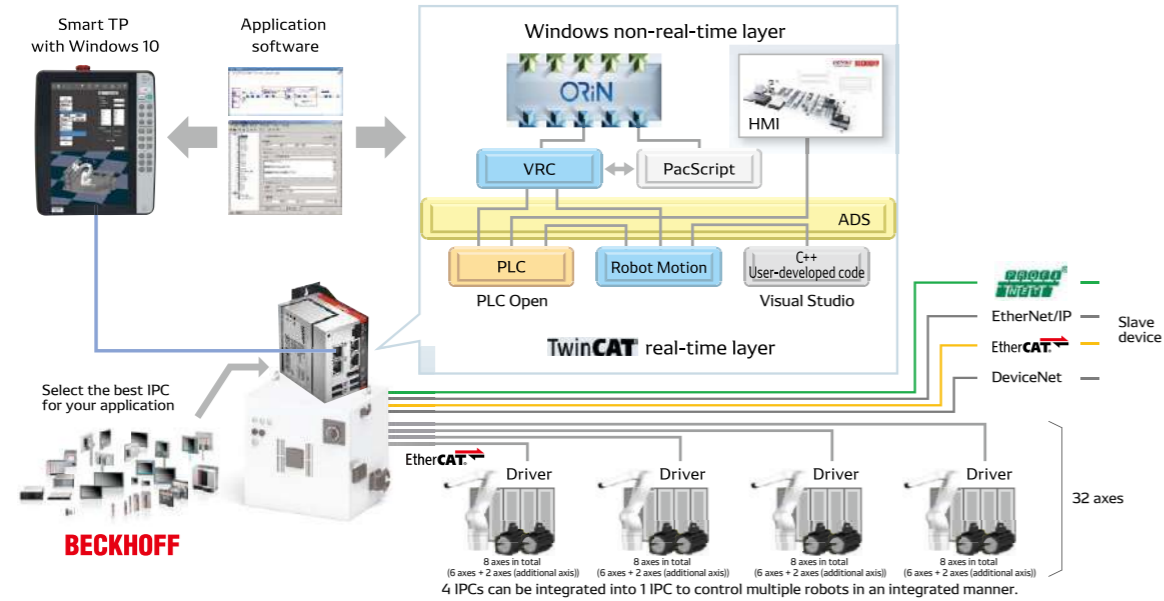 Smart TP
with Windows 10
Application
software
Windows non-real-time layer
ORiN
HMI
VRC
PacScript
ADS
PLC
Robot Motion
C++
User-developed code
PLC Open
Visual Studio
TwinCAT real-time layer
PROFI
NET
EtherNet/IP
EtherCAT
DeviceNet
Slave
device
Select the best IPC
for your application
BECKHOFF
EtherCAT
Driver
Driver
Driver
Driver
32 axes
8 axes in total
(6 axes + 2 axes (additional axis))
8 axes in total
(6 axes + 2 axes (additional axis))
8 axes in total
(6 axes + 2 axes (additional axis))
8 axes in total
(6 axes + 2 axes (additional axis))
4 IPCs can be integrated into 1 IPC to control multiple robots in an integrated manner.